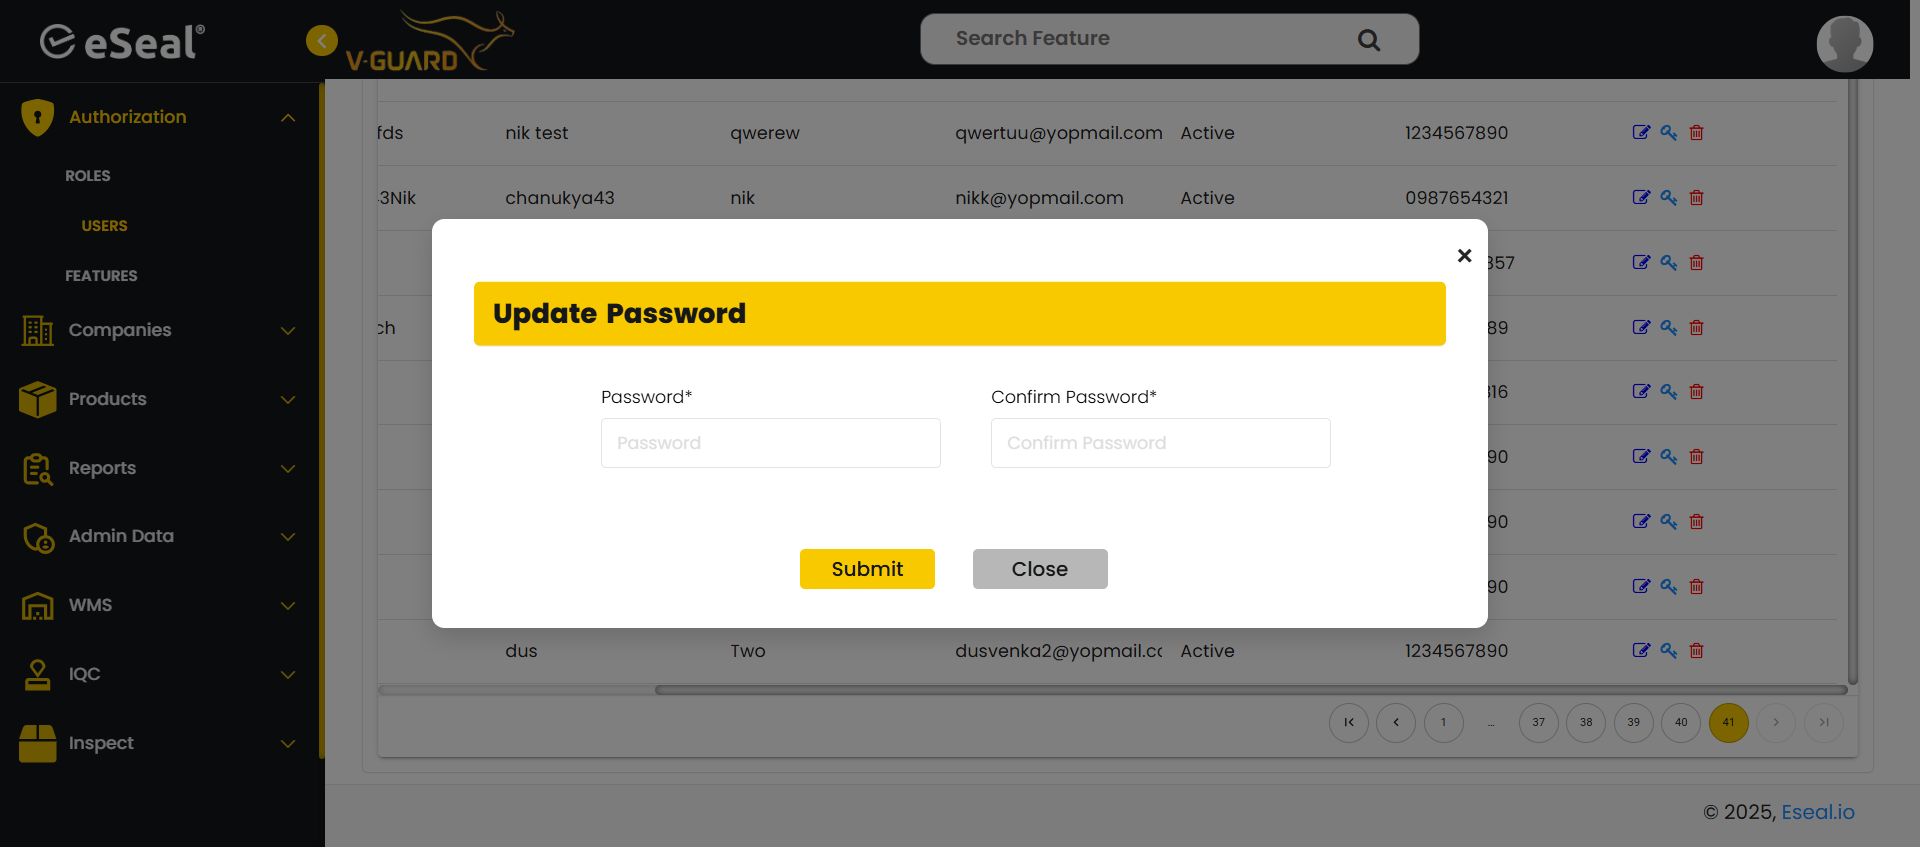 eSeal®
V-GUARD
Search Feature
Authorization
ROLES
USERS
FEATURES
Companies
Products
Reports
Admin Data
WMS
IQC
Inspect
fds nik test qwerew qwertuu@yopmail.com Active 1234567890
3Nik chanukya43 nik nikk@yopmail.com Active 0987654321
357
ch 89
316
90
90
90
Update Password
Password* Confirm Password*
Password Confirm Password
Submit Close
dus Two dusvenka2@yopmail.cc Active 1234567890
1 ... 37 38 39 40 41
© 2025, Eseal.io